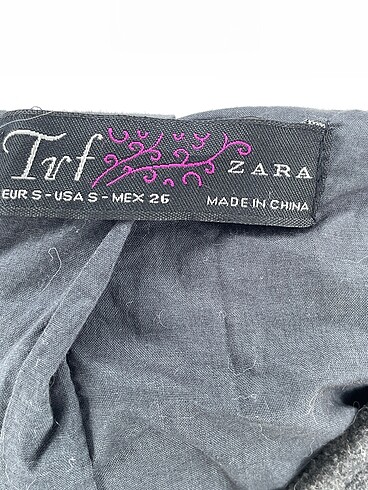 Trf ZARA
EUR S - USA S - MEX 26 MADE IN CHINA